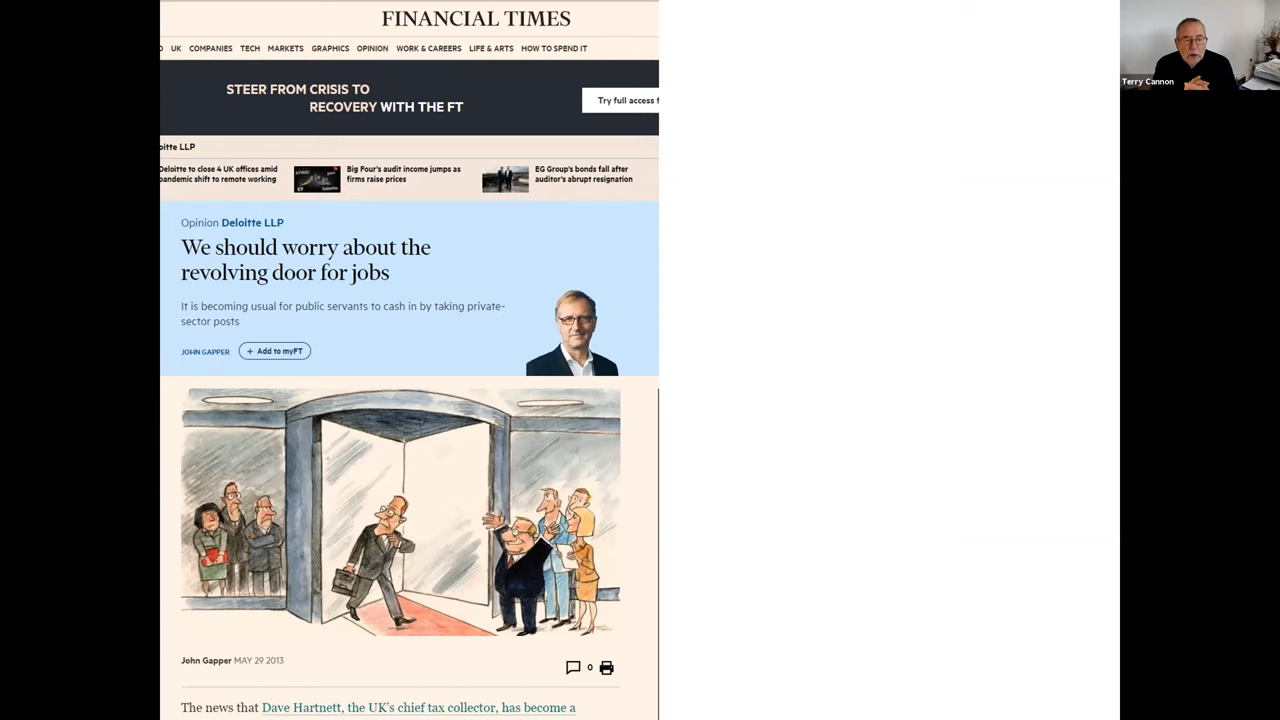 FINANCIAL TIMES
UK COMPANIES TECH MARKETS GRAPHICS OPINION WORK & CAREERS LIFE & ARTS HOW TO SPEND IT
STEER FROM CRISIS TO
RECOVERY WITH THE FT
Try full access f
oitte LLP
Deloitte to close 4 UK offices amid
pandemic shift to remote working
Big Four's audit income jumps as
firms raise prices
EG Group's bonds fall after
auditor's abrupt resignation
Opinion Deloitte LLP
We should worry about the
revolving door for jobs
It is becoming usual for public servants to cash in by taking private-
sector posts
JOHN GAPPER
+ Add to myFT
John Gapper MAY 29 2013
0
The news that Dave Hartnett, the UK's chief tax collector, has become a
Terry Cannon